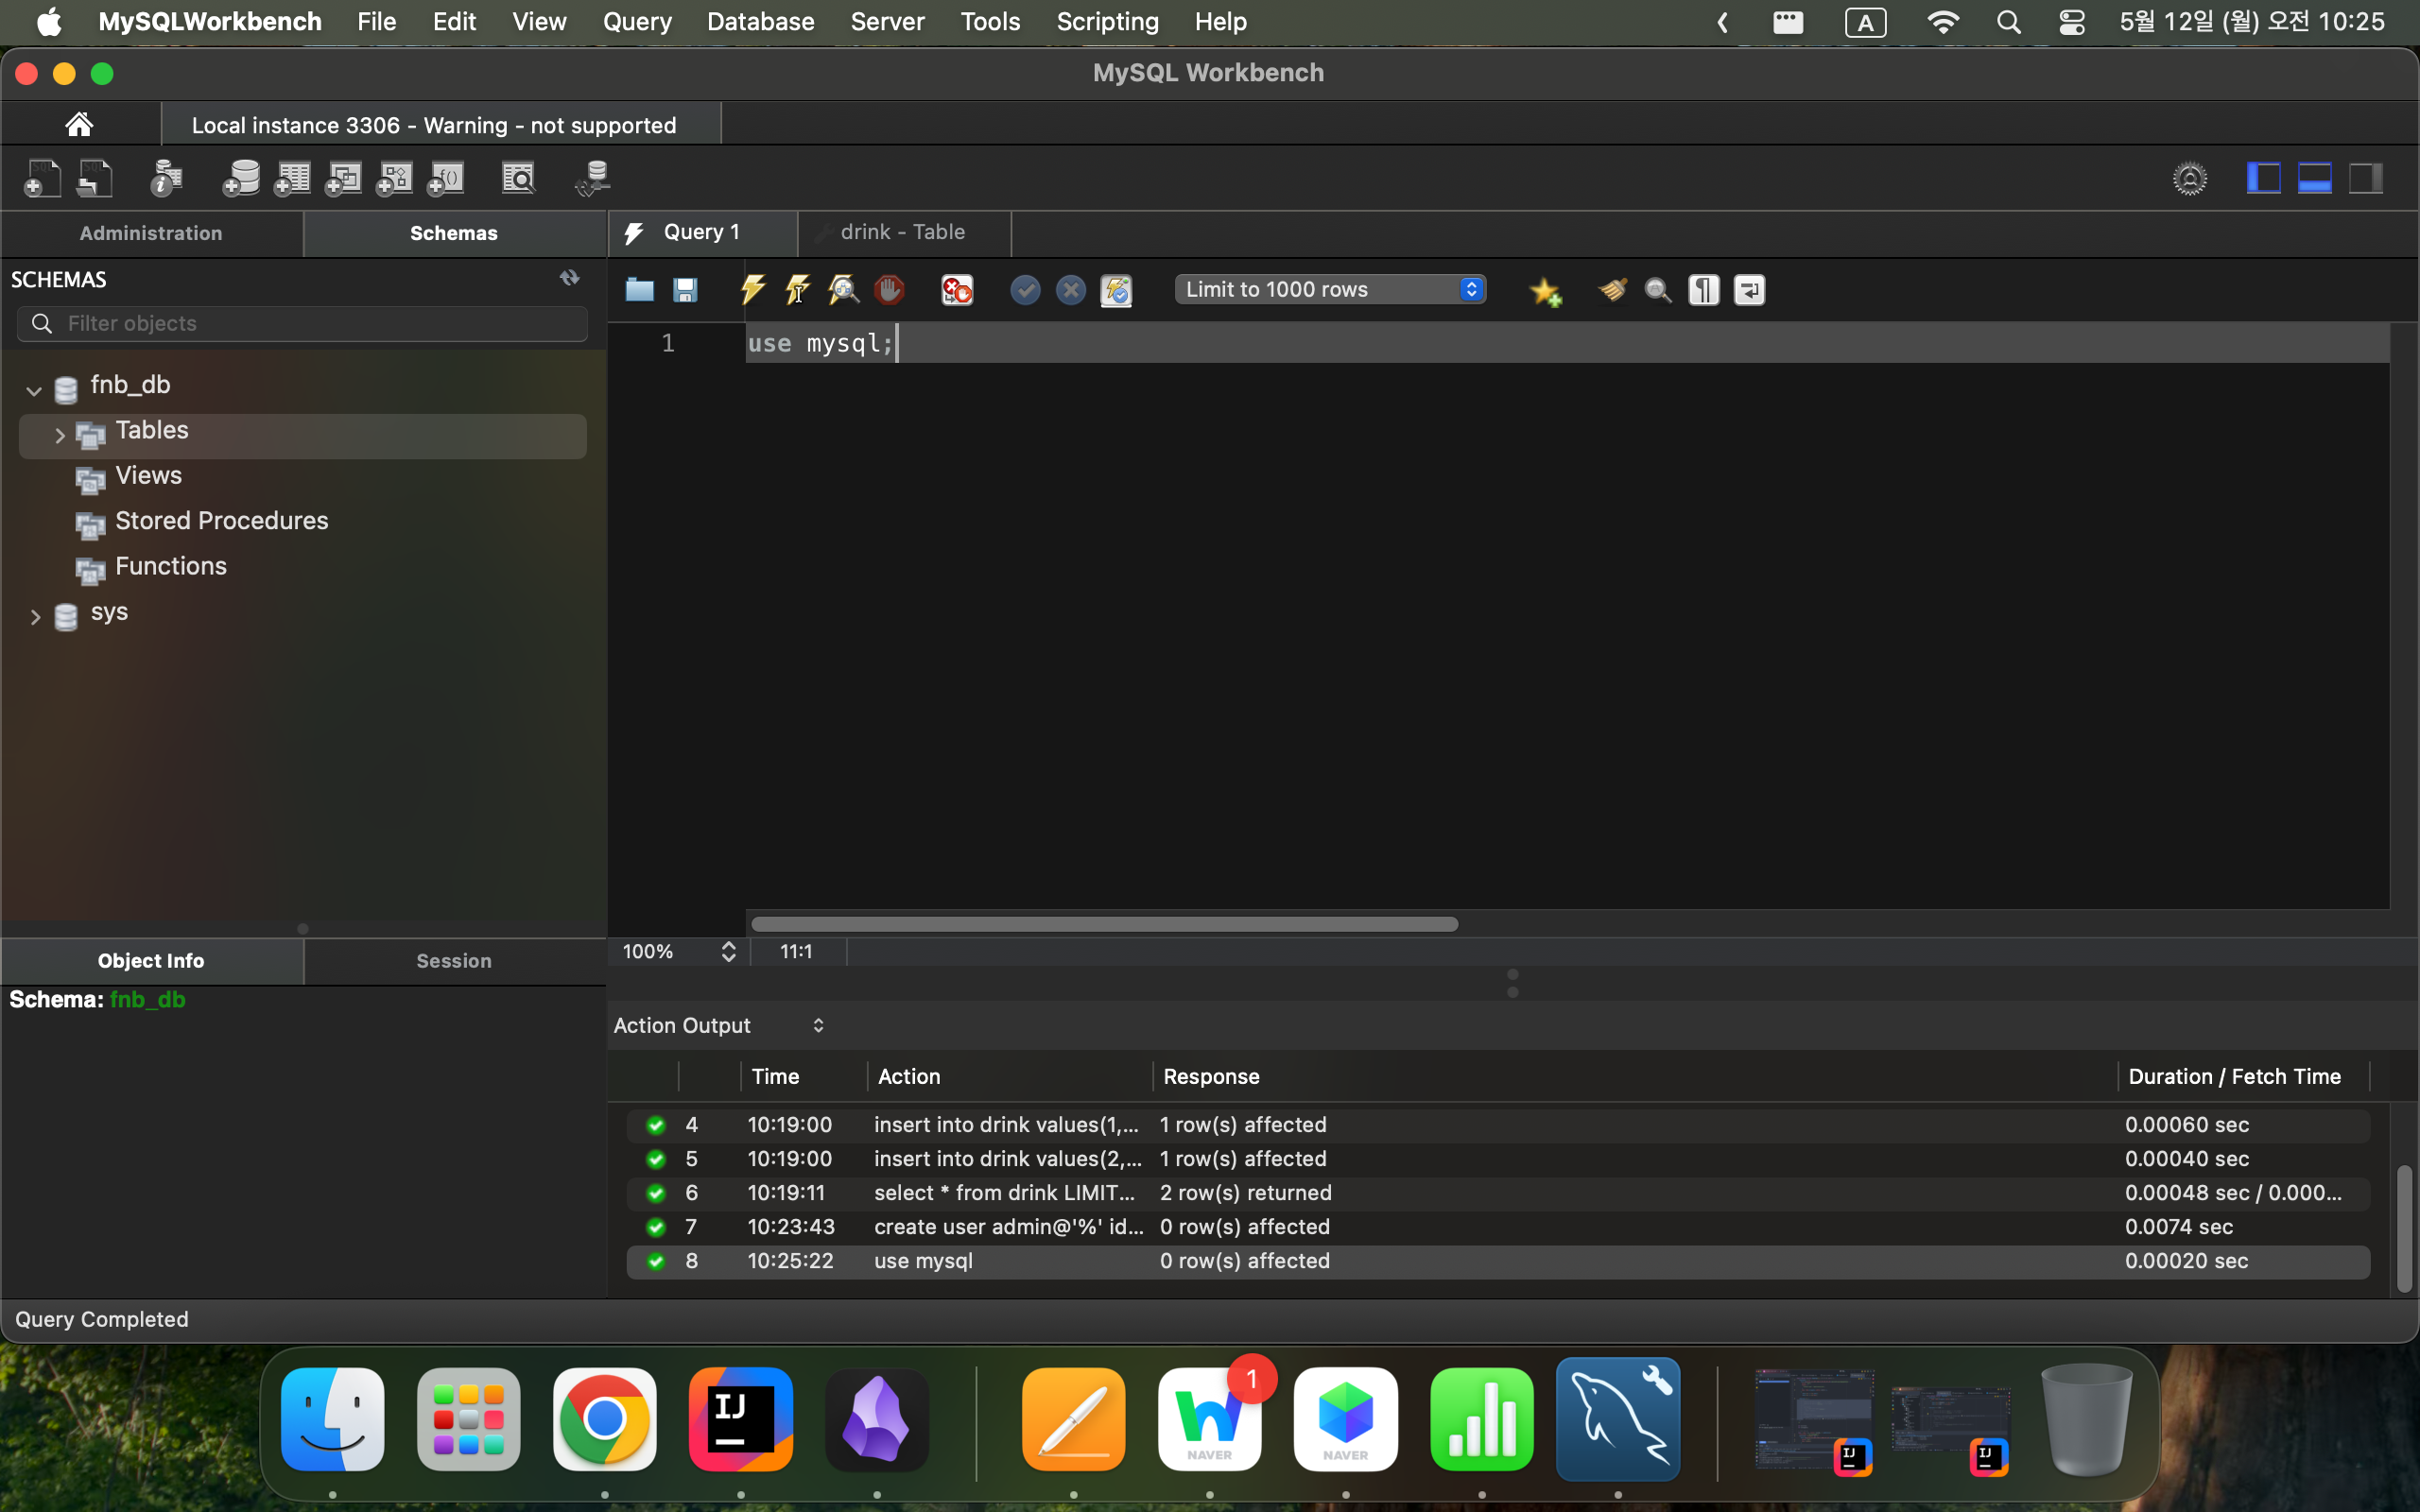 MySQLWorkbench File Edit View Query Database Server Tools Scripting Help A 5월 12일 (월) 오전 10:25
MySQL Workbench
Local instance 3306 - Warning - not supported
Administration Schemas Query 1 drink - Table
SCHEMAS
Limit to 1000 rows
Filter objects
1 use mysql;
fnb_db
Tables
Views
Stored Procedures
Functions
sys
100% 11:1
Object Info Session
Schema: fnb_db
Action Output
Time Action Response Duration / Fetch Time
4 10:19:00 insert into drink values(1,... 1 row(s) affected 0.00060 sec
5 10:19:00 insert into drink values(2,... 1 row(s) affected 0.00040 sec
6 10:19:11 select * from drink LIMIT... 2 row(s) returned 0.00048 sec / 0.000...
7 10:23:43 create user admin@'%' id... 0 row(s) affected 0.0074 sec
8 10:25:22 use mysql 0 row(s) affected 0.00020 sec
Query Completed
1
IJ
NAVER NAVER
IJ IJ